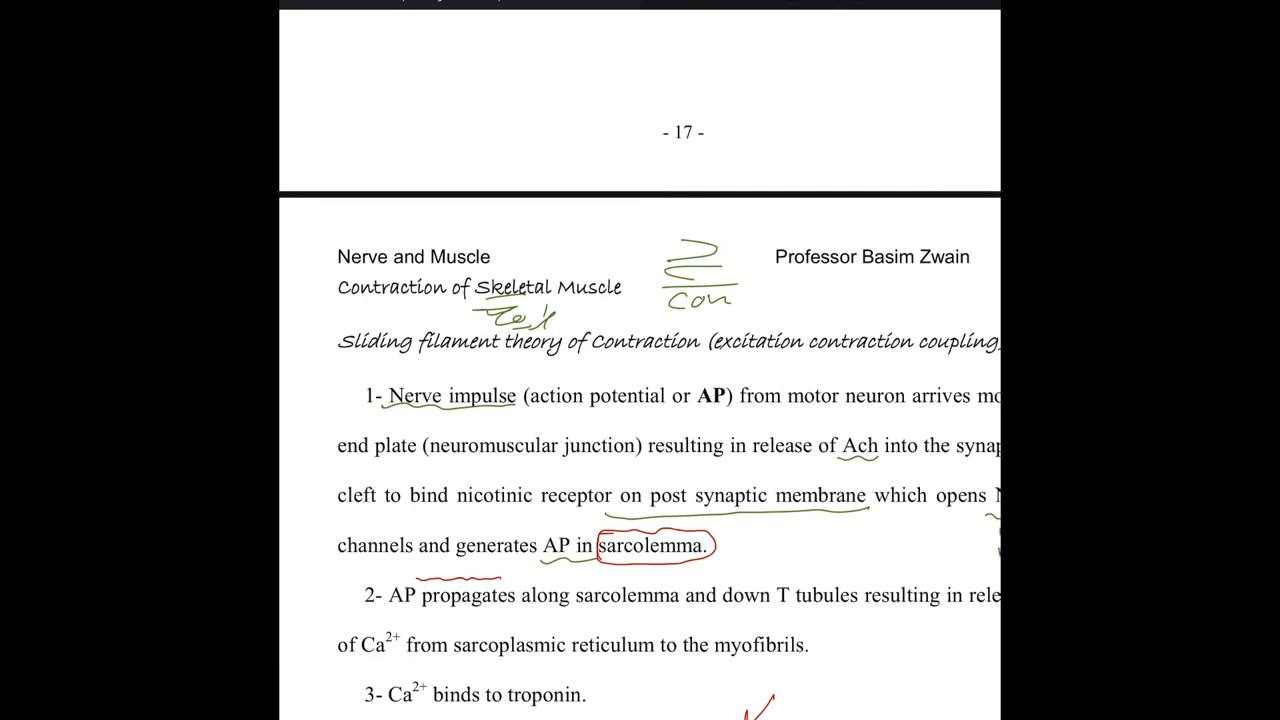 - 17 -
Nerve and Muscle Professor Basim Zwain
Contraction of Skeletal Muscle
con
Sliding filament theory of Contraction (excitation contraction coupling)
1- Nerve impulse (action potential or AP) from motor neuron arrives mo
end plate (neuromuscular junction) resulting in release of Ach into the synap
cleft to bind nicotinic receptor on post synaptic membrane which opens N
channels and generates AP in sarcolemma.
2- AP propagates along sarcolemma and down T tubules resulting in rele
of Ca²⁺ from sarcoplasmic reticulum to the myofibrils.
3- Ca²⁺ binds to troponin.